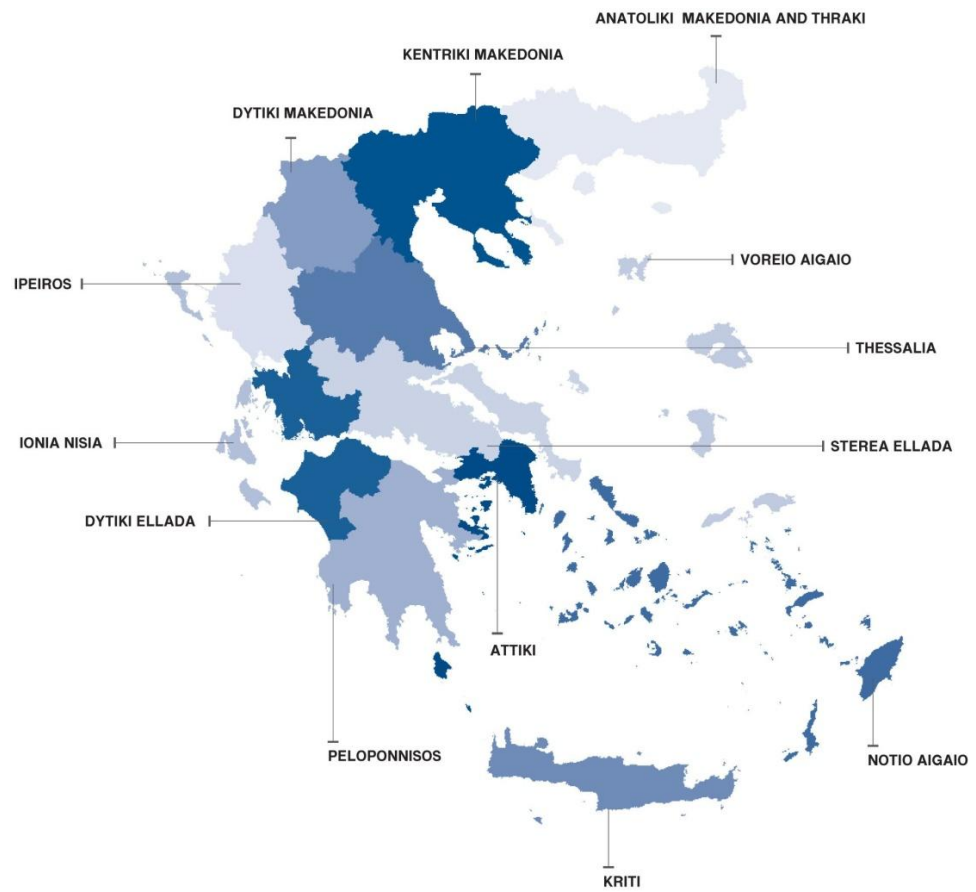 ANATOLIKI MAKEDONIA AND THRAKI
KENTRIKI MAKEDONIA
DYTIKI MAKEDONIA
VOREIO AIGAIO
IPEIROS
THESSALIA
IONIA NISIA
STEREA ELLADA
DYTIKI ELLADA
ATTIKI
PELOPONNISOS
NOTIO AIGAIO
KRITI